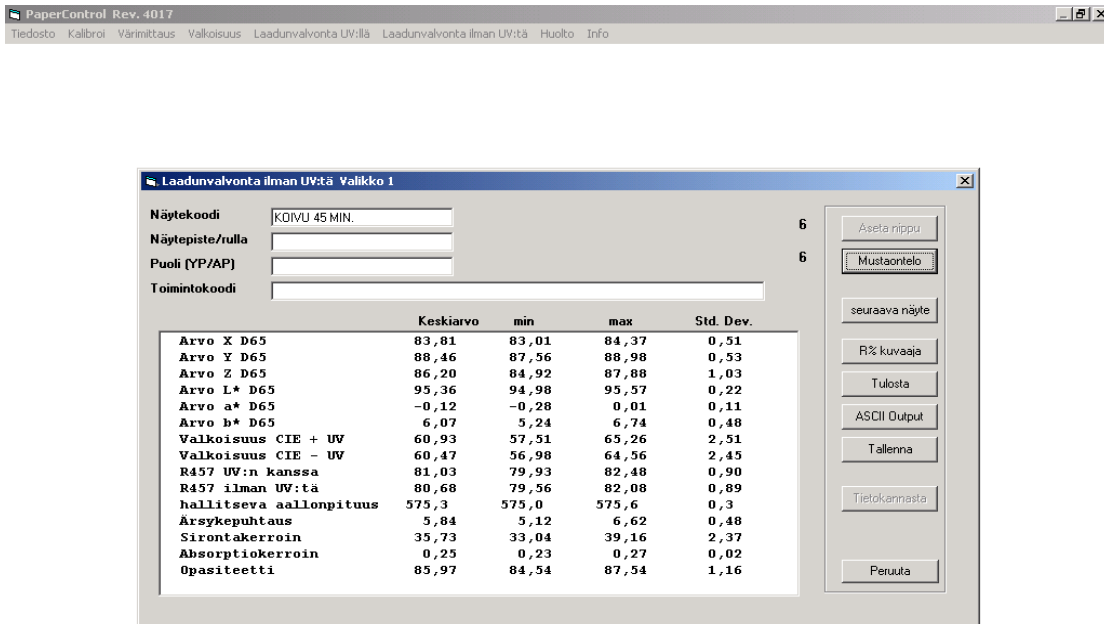 PaperControl Rev. 4017
Tiedosto Kalibroi Värimittaus Valkoisuus Laadunvalvonta UV:llä Laadunvalvonta ilman UV:tä Huolto Info
Laadunvalvonta ilman UV:tä Valikko 1
Näytekoodi KOIVU 45 MIN. 6 Aseta nippu
Näytepiste/rulla
Puoli (YP/AP) 6 Mustaontelo
Toimintokoodi
seuraava näyte
Keskiarvo min max Std. Dev.
Arvo X D65 83,81 83,01 84,37 0,51
Arvo Y D65 88,46 87,56 88,98 0,53 R% kuvaaja
Arvo Z D65 86,20 84,92 87,88 1,03
Arvo L* D65 95,36 94,98 95,57 0,22 Tulosta
Arvo a* D65 -0,12 -0,28 0,01 0,11
Arvo b* D65 6,07 5,24 6,74 0,48 ASCII Output
Valkoisuus CIE + UV 60,93 57,51 65,26 2,51
Valkoisuus CIE - UV 60,47 56,98 64,56 2,45 Tallenna
R457 UV:n kanssa 81,03 79,93 82,48 0,90
R457 ilman UV:tä 80,68 79,56 82,08 0,89
hallitseva aallonpituus 575,3 575,0 575,6 0,3 Tietokannasta
Ärsykepuhtaus 5,84 5,12 6,62 0,48
Sirontakerroin 35,73 33,04 39,16 2,37
Absorptiokerroin 0,25 0,23 0,27 0,02
Opasiteetti 85,97 84,54 87,54 1,16 Peruuta